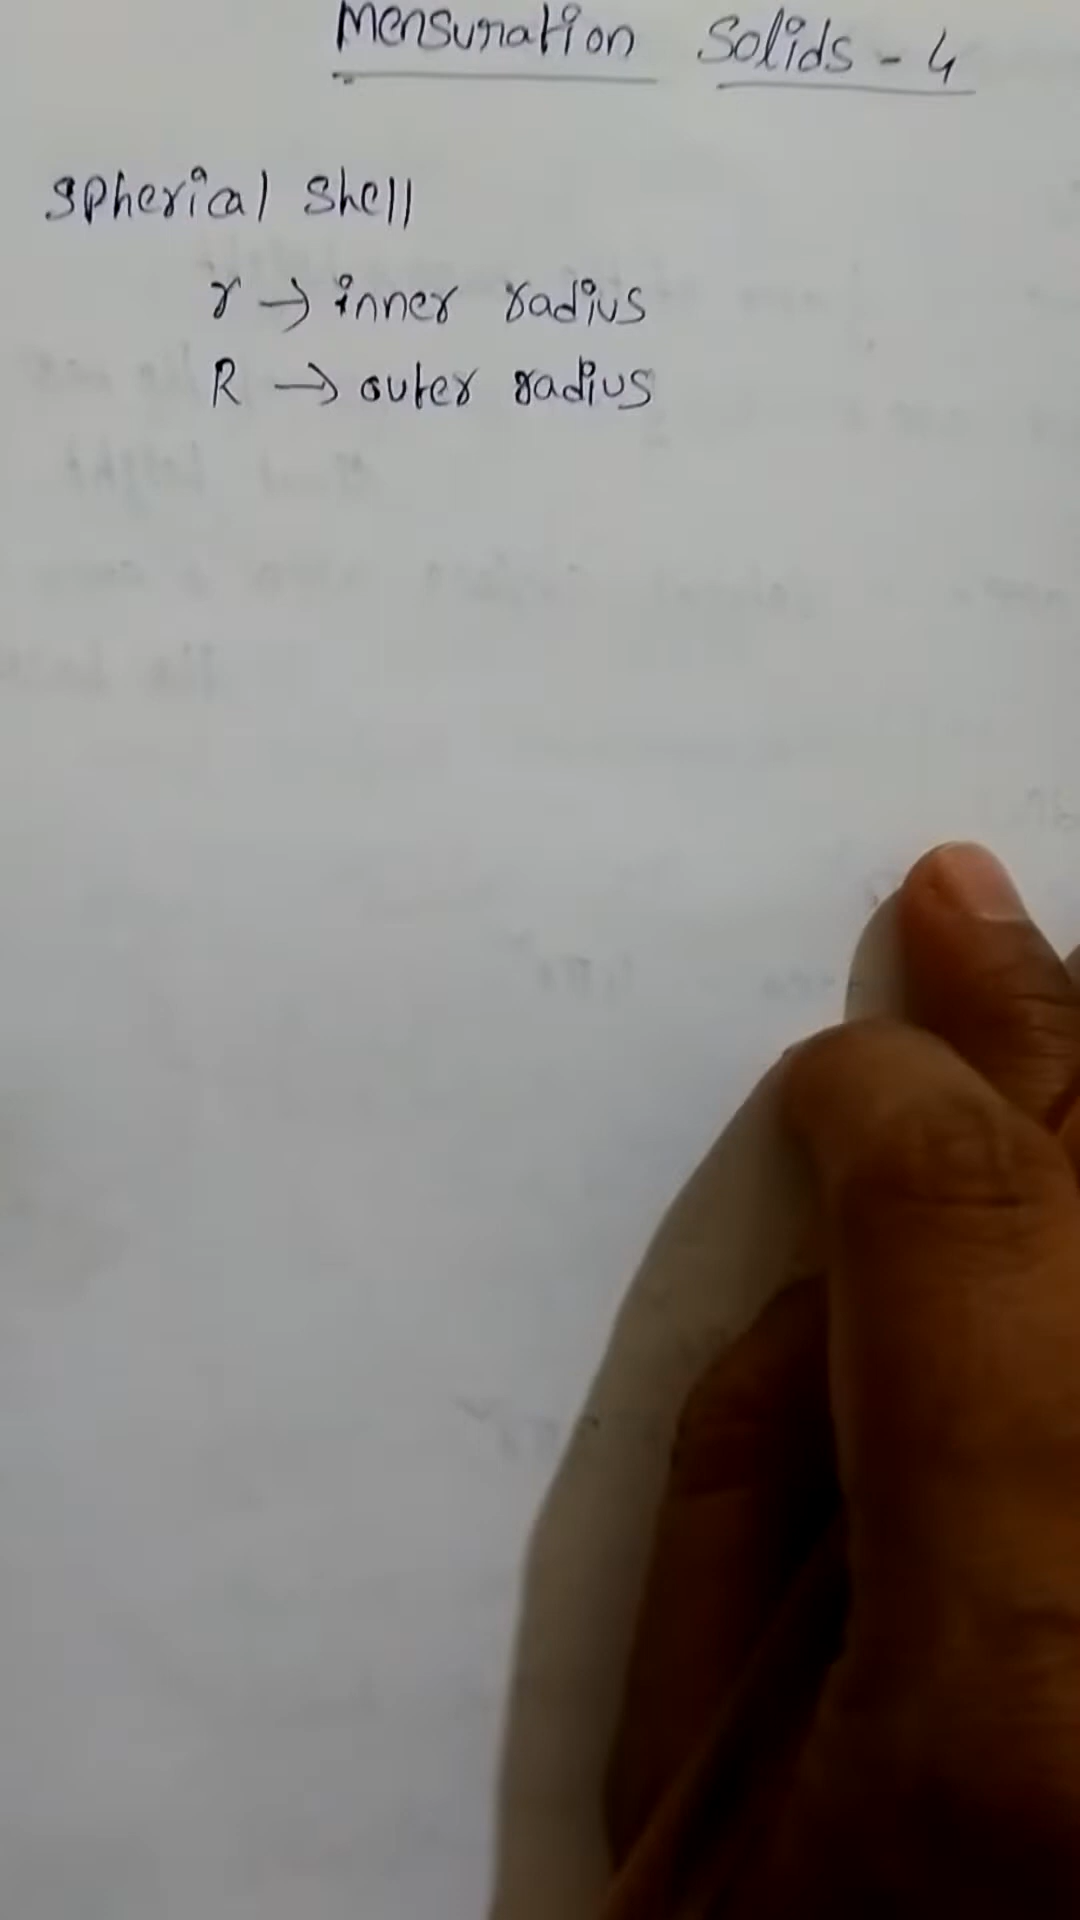 Mensuration Solids - 4
Spherical Shell
r → inner radius
R → outer radius